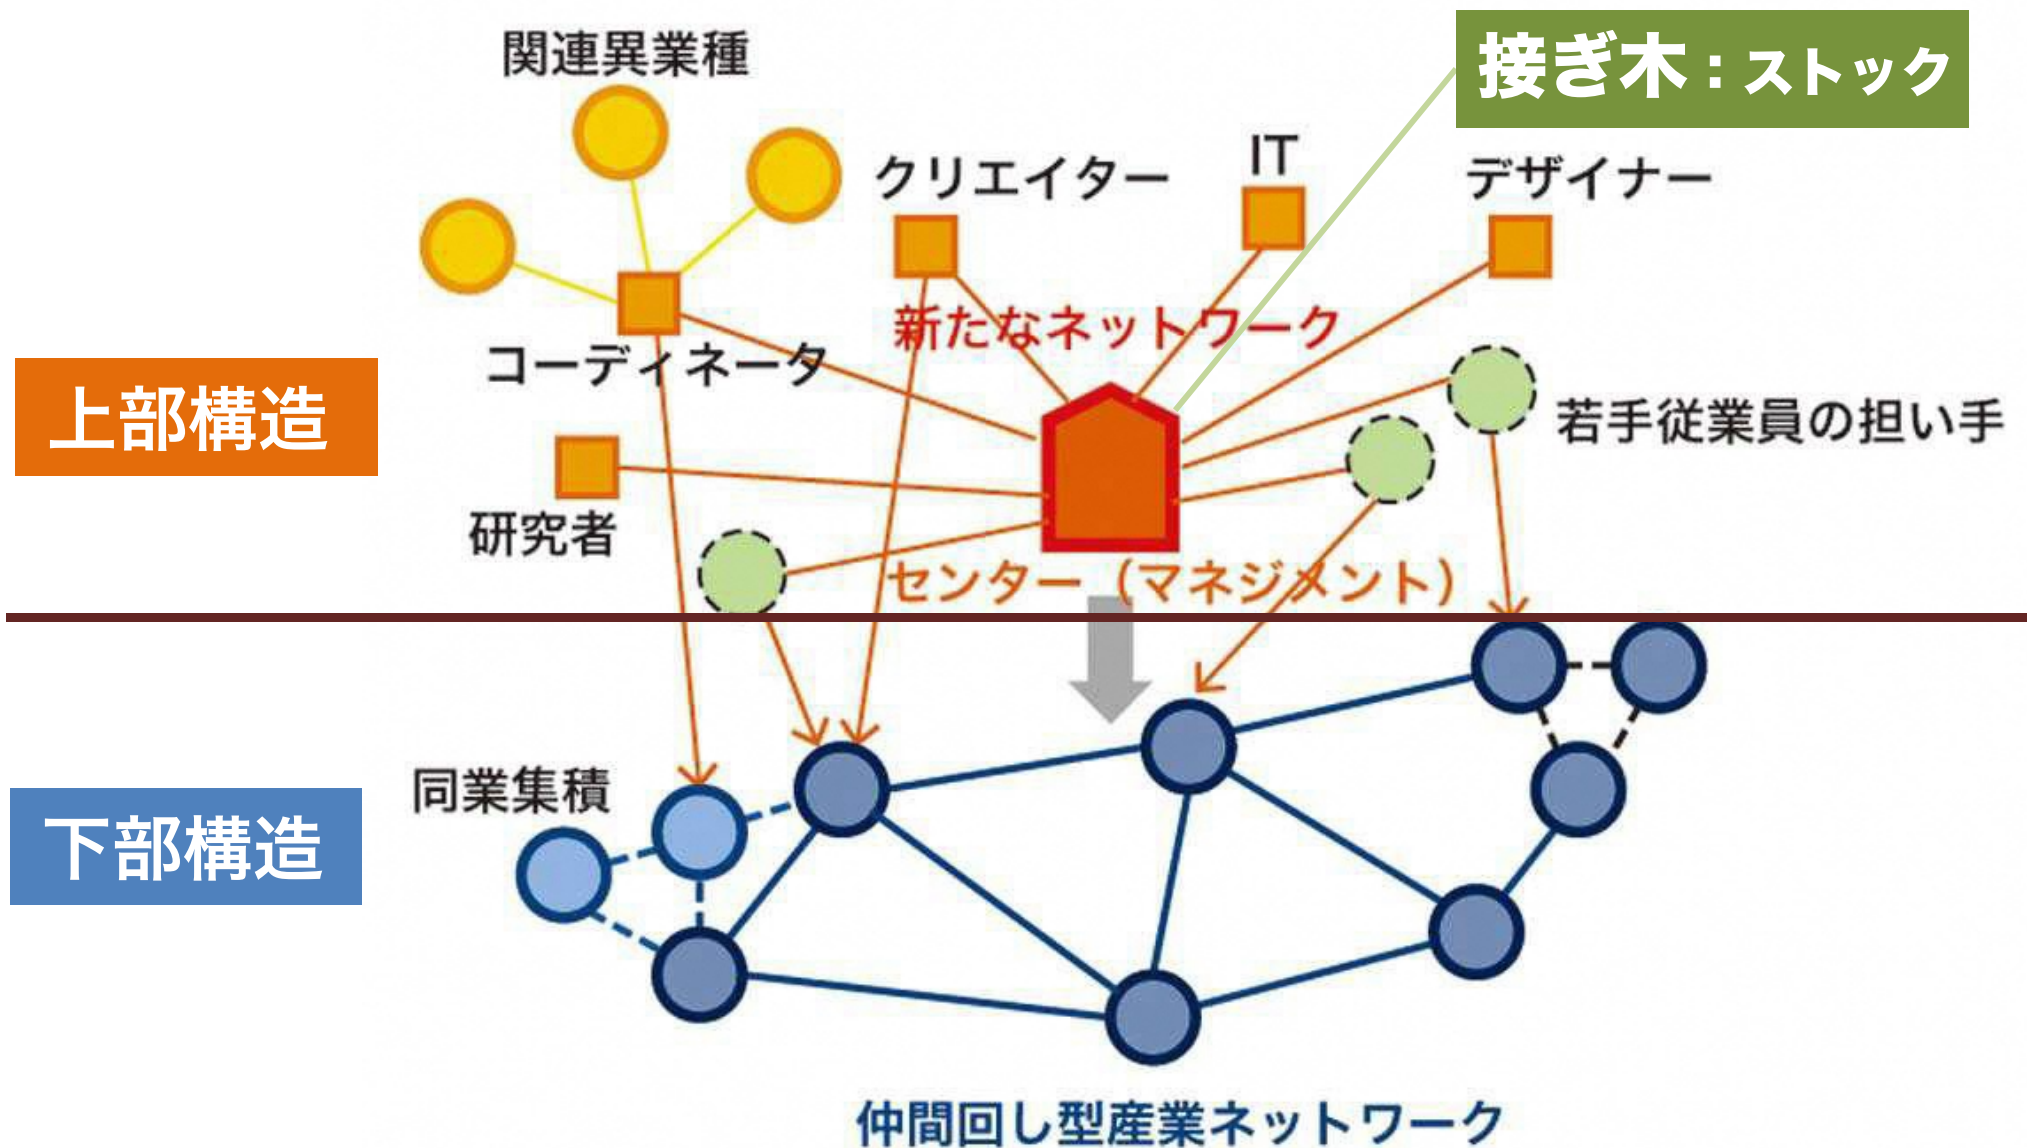 関連異業種
接ぎ木：ストック
クリエイター
IT
デザイナー
新たなネットワーク
コーディネータ
上部構造
若手従業員の担い手
研究者
センター（マネジメント）
同業集積
下部構造
仲間回し型産業ネットワーク